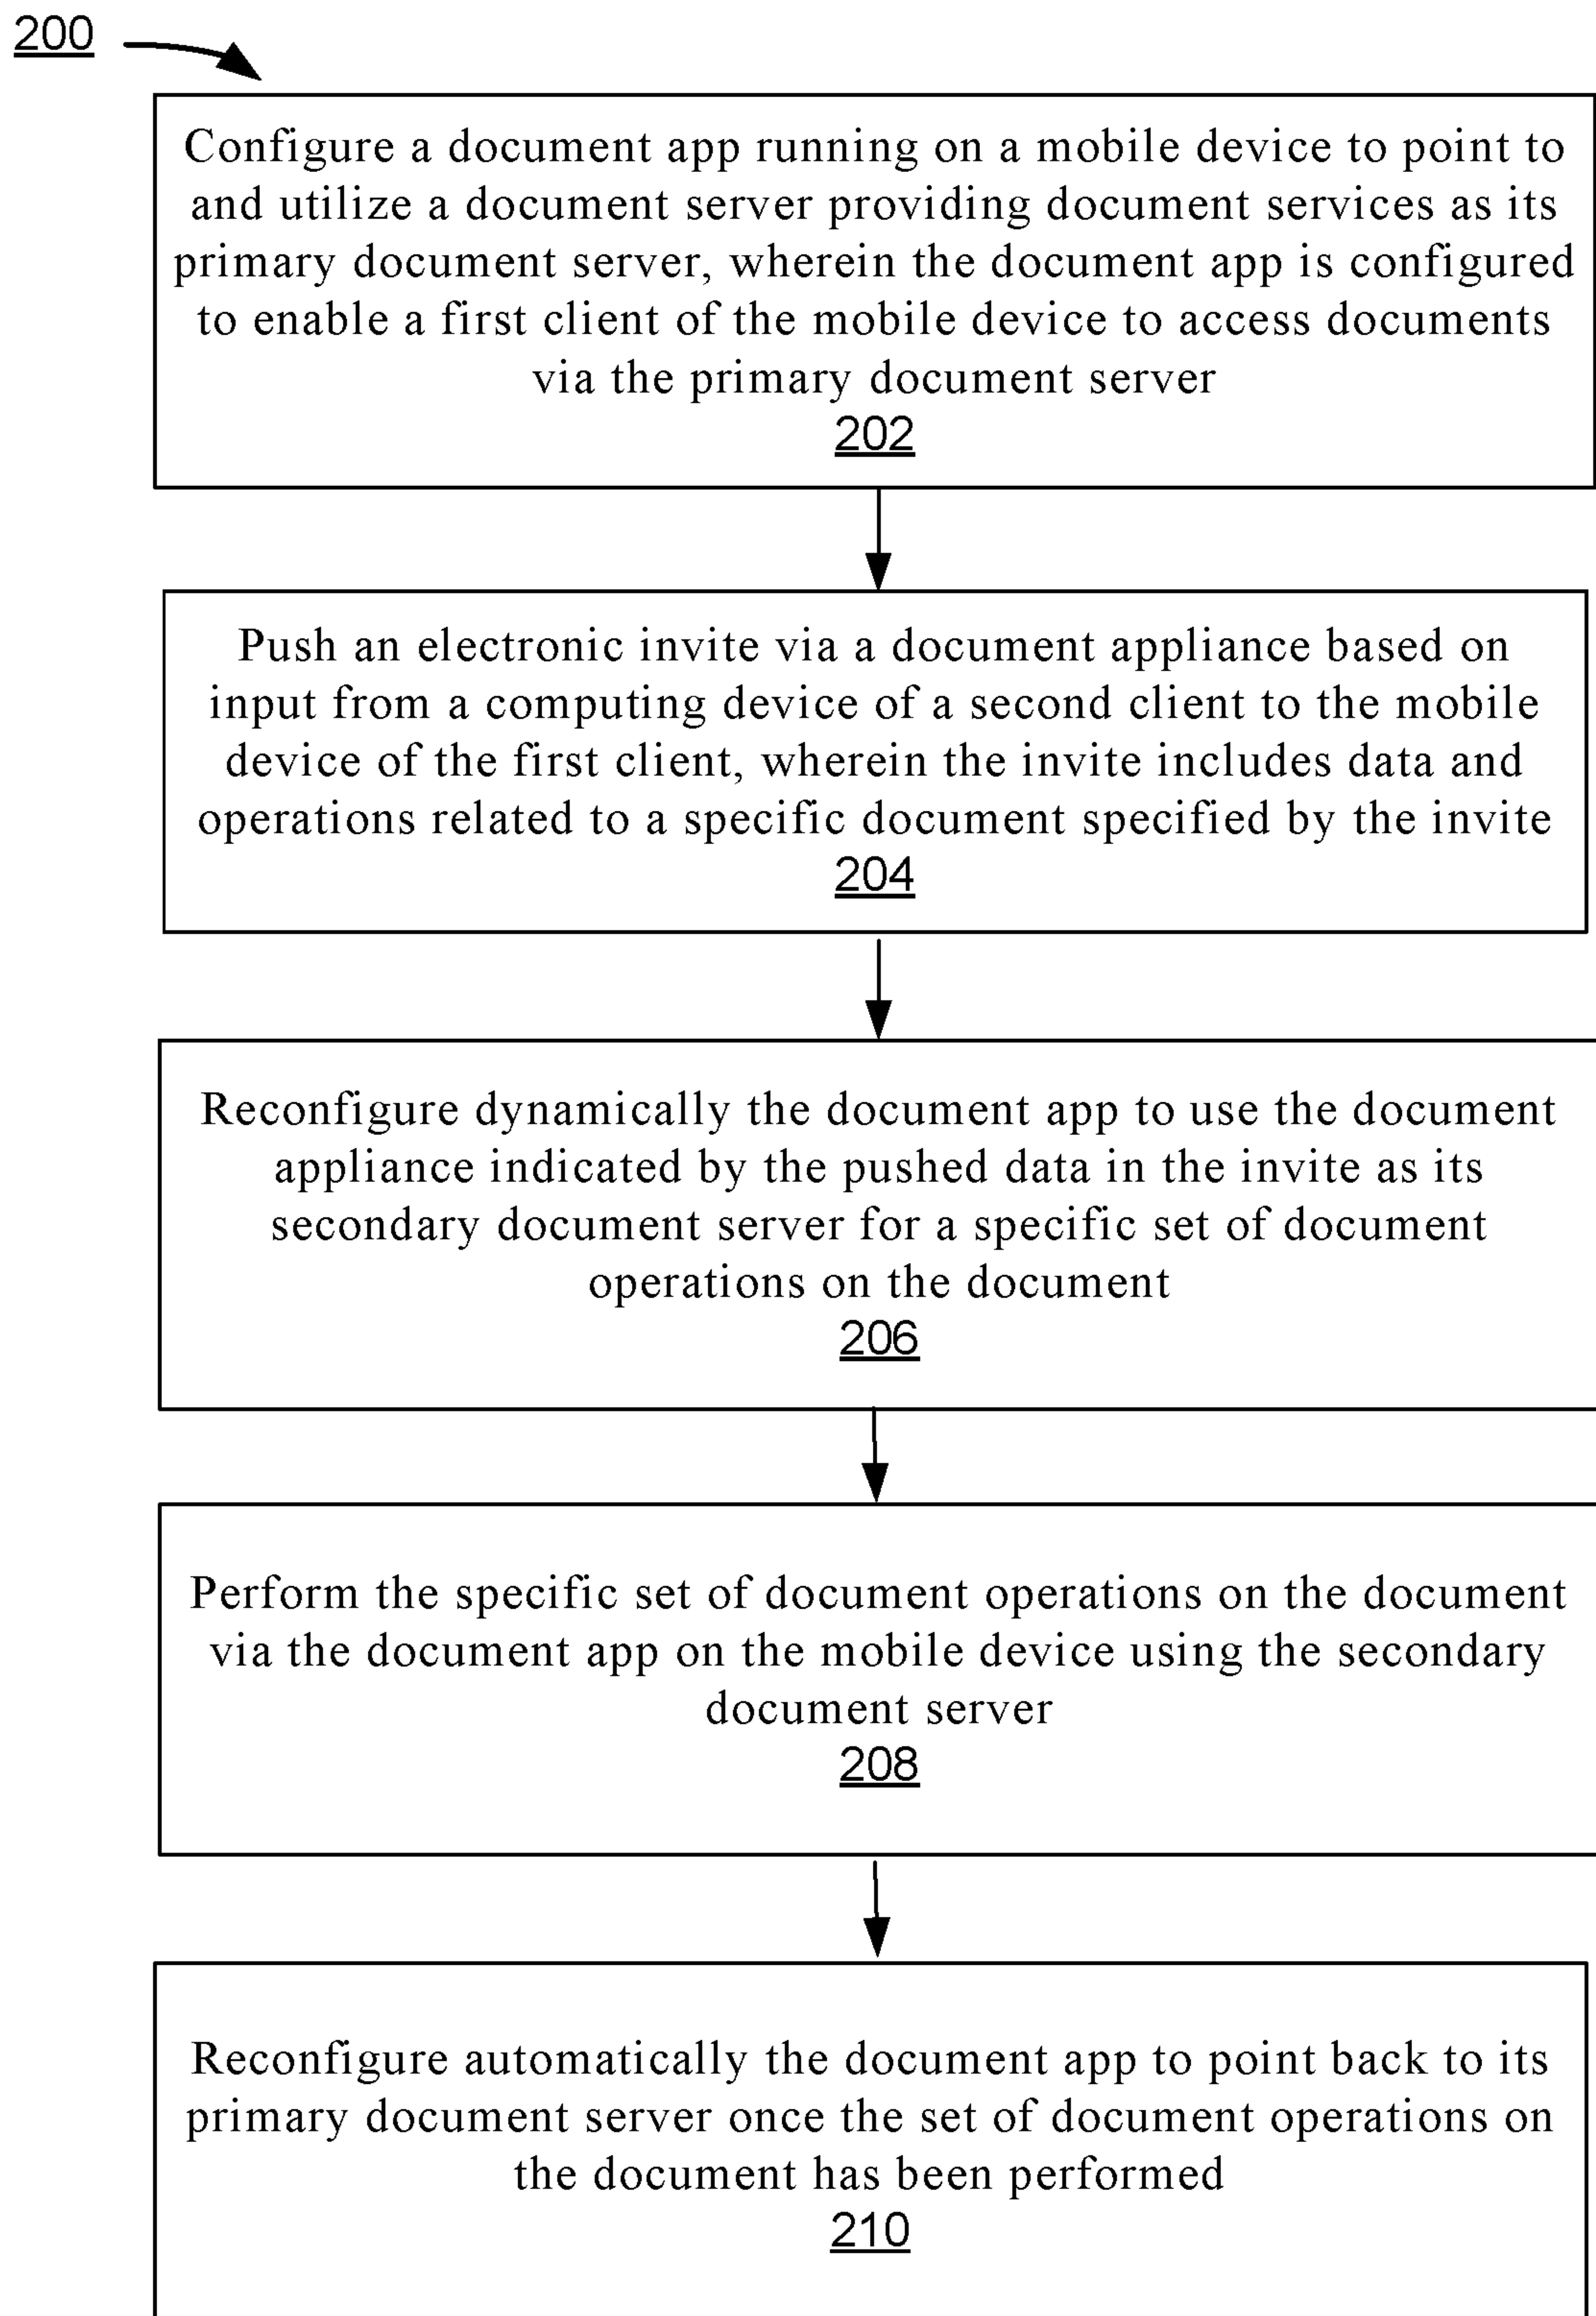 200
Configure a document app running on a mobile device to point to
and utilize a document server providing document services as its
primary document server, wherein the document app is configured
to enable a first client of the mobile device to access documents
via the primary document server
202
Push an electronic invite via a document appliance based on
input from a computing device of a second client to the mobile
device of the first client, wherein the invite includes data and
operations related to a specific document specified by the invite
204
Reconfigure dynamically the document app to use the document
appliance indicated by the pushed data in the invite as its
secondary document server for a specific set of document
operations on the document
206
Perform the specific set of document operations on the document
via the document app on the mobile device using the secondary
document server
208
Reconfigure automatically the document app to point back to its
primary document server once the set of document operations on
the document has been performed
210